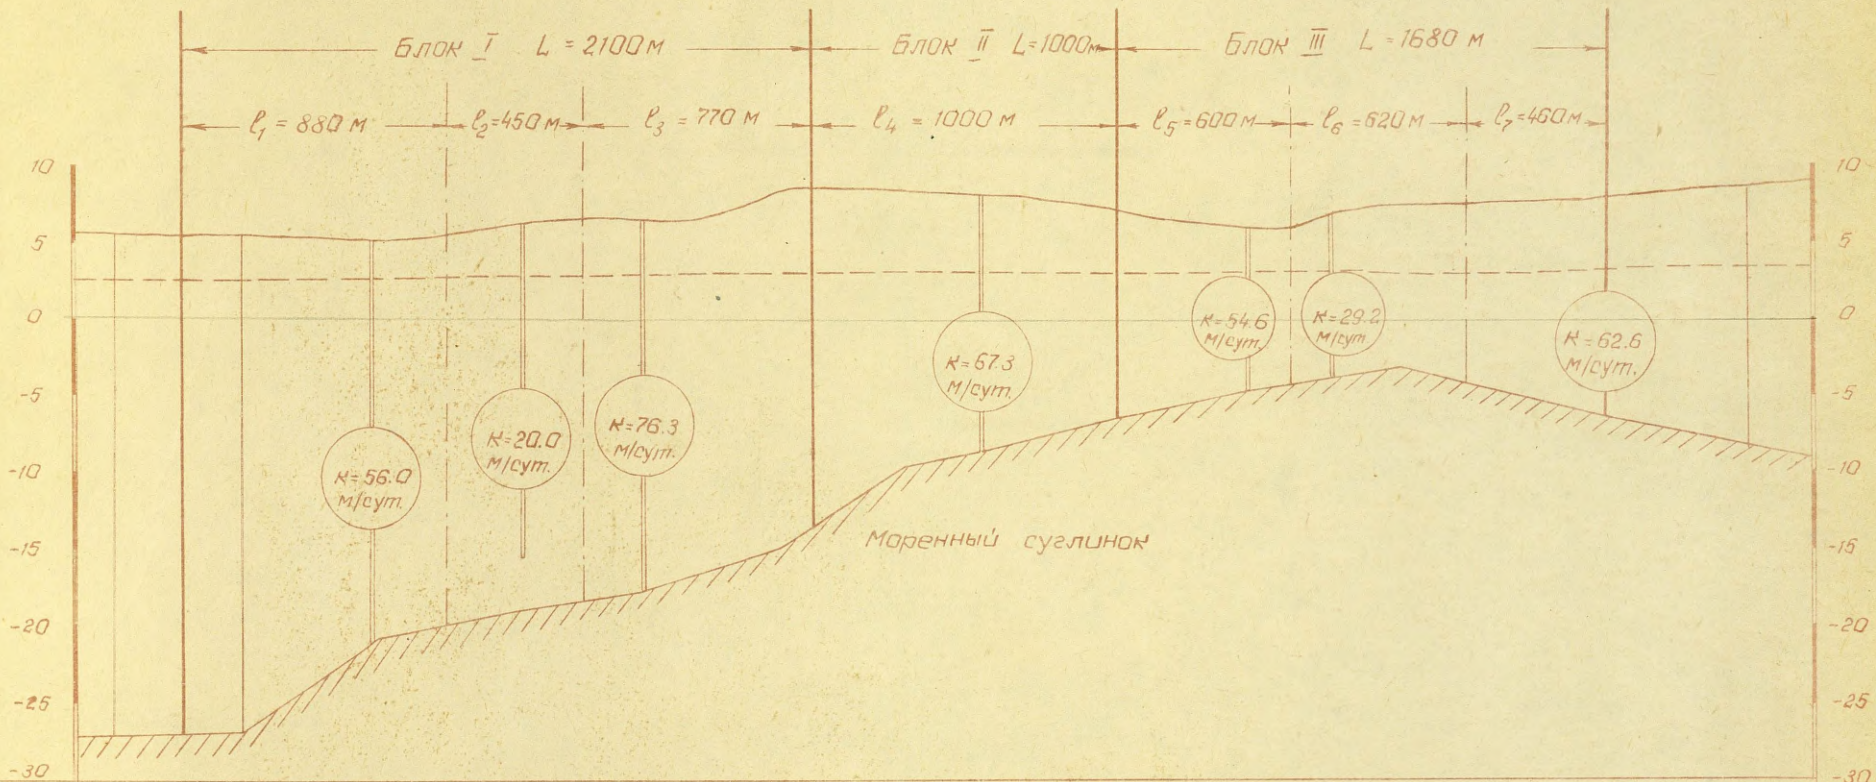 Блок I L = 2100 м Блок II L=1000м Блок III L = 1680 м
l₁ = 880 м l₂=450 м l₃ = 770 м l₄ = 1000 м l₅=600 м l₆=620 м l₇=460м
10 10
5 5
0 0
-5 -5
-10 -10
-15 -15
-20 -20
-25 -25
-30 -30
к=56.0
м/сут.
к=20.0
м/сут.
к=76.3
м/сут.
к=67.3
м/сут.
к=54.6
м/сут.
к=29.2
м/сут.
к=62.6
м/сут.
Моренный суглинок